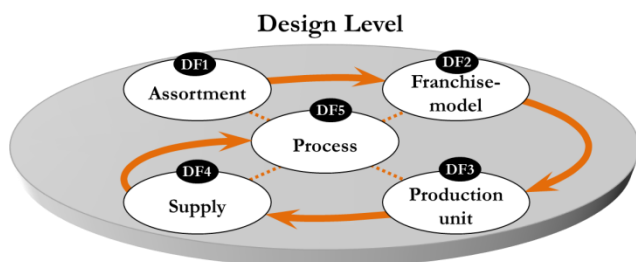 Design Level
DF1
Assortment
DF2
Franchise-
model
DF5
Process
DF4
Supply
DF3
Production
unit